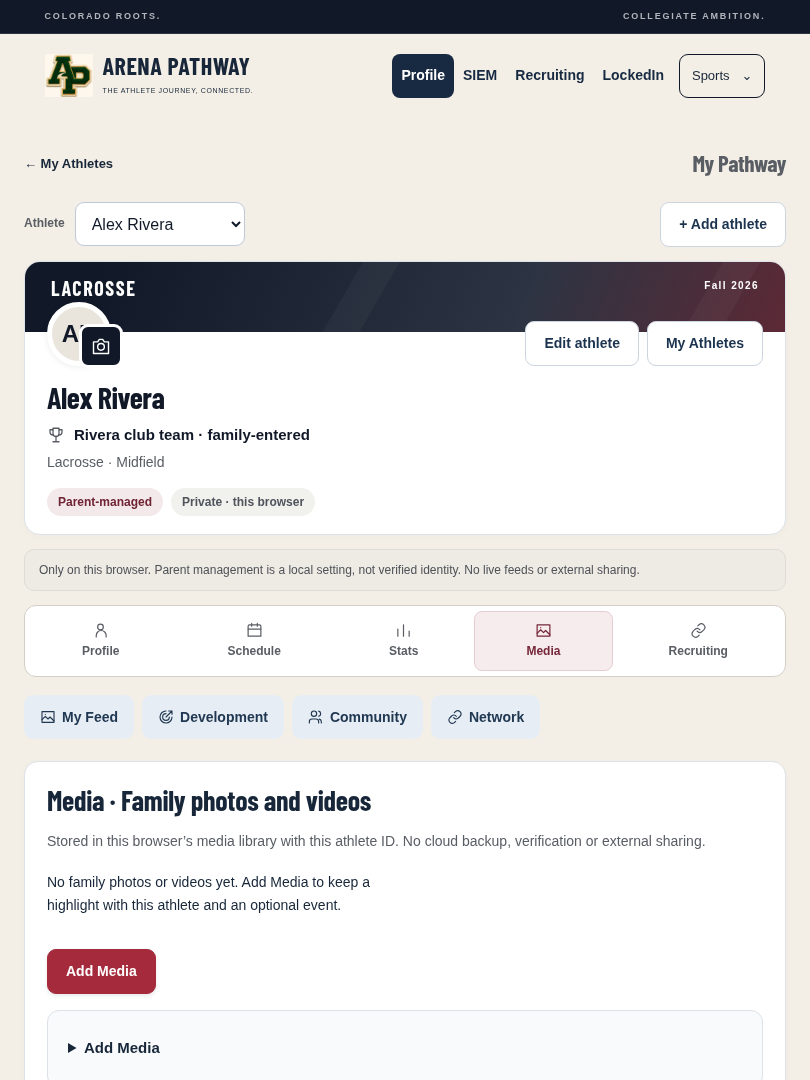 COLORADO ROOTS.
COLLEGIATE AMBITION.
AP
ARENA PATHWAY
THE ATHLETE JOURNEY, CONNECTED.
Profile
SIEM
Recruiting
LockedIn
Sports
← My Athletes
My Pathway
Athlete
Alex Rivera
+ Add athlete
LACROSSE
Fall 2026
Edit athlete
My Athletes
Alex Rivera
Rivera club team · family-entered
Lacrosse · Midfield
Parent-managed
Private · this browser
Only on this browser. Parent management is a local setting, not verified identity. No live feeds or external sharing.
Profile
Schedule
Stats
Media
Recruiting
My Feed
Development
Community
Network
Media · Family photos and videos
Stored in this browser’s media library with this athlete ID. No cloud backup, verification or external sharing.
No family photos or videos yet. Add Media to keep a
highlight with this athlete and an optional event.
Add Media
Add Media